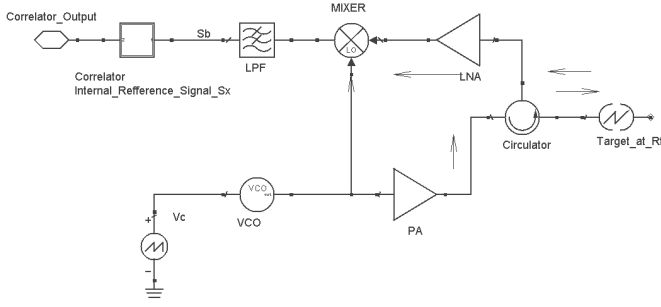 MIXER
Correlator_Output
Sb
LO
LPF
LNA
Correlator
Internal_Refference_Signal_Sx
Circulator
Target_at_Rt
VCO
Vc
VCO
PA
+
−